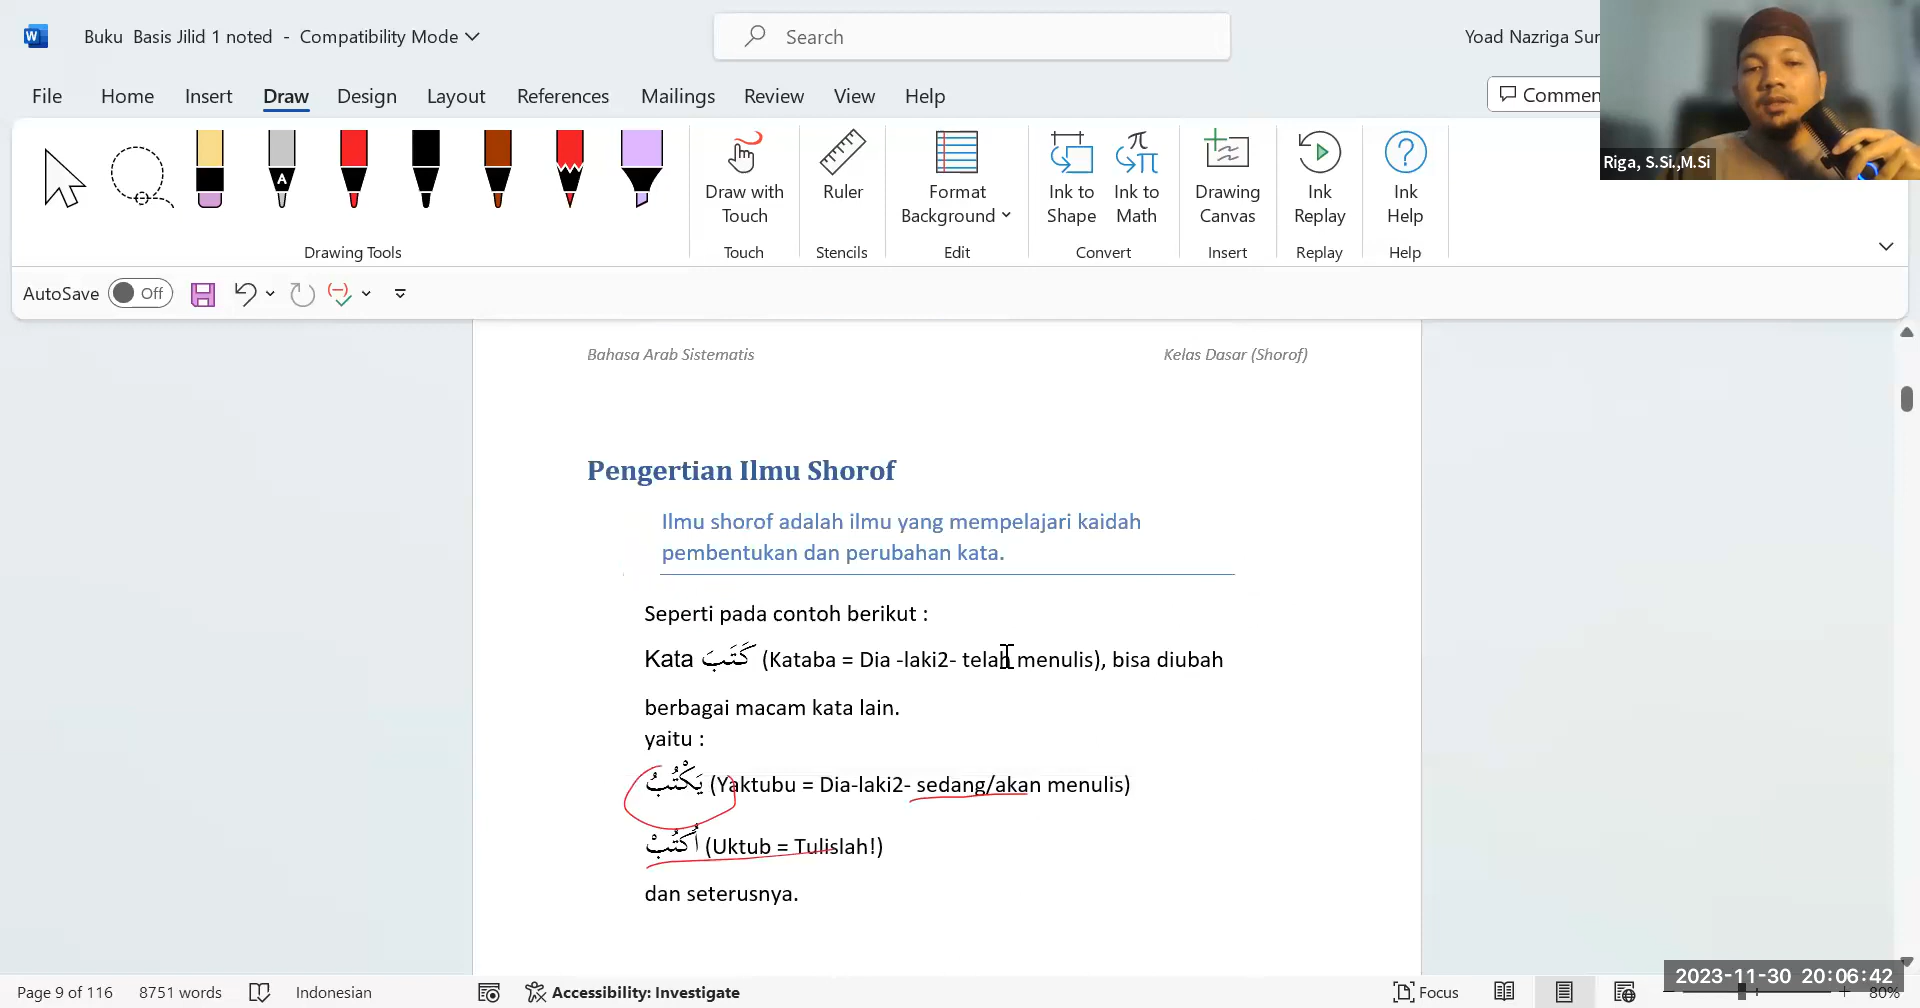 Buku Basis Jilid 1 noted - Compatibility Mode
Search
Yoad Nazriga
File Home Insert Draw Design Layout References Mailings Review View Help
A
Draw with Touch
Ruler
Format Background
Ink to Shape
Ink to Math
Drawing Canvas
Ink Replay
Ink Help
Riga, S.Si.,M.Si
Drawing Tools Touch Stencils Edit Convert Insert Replay Help
AutoSave Off
Bahasa Arab Sistematis Kelas Dasar (Shorof)
Pengertian Ilmu Shorof
Ilmu shorof adalah ilmu yang mempelajari kaidah
pembentukan dan perubahan kata.
Seperti pada contoh berikut :
Kata كَتَبَ (Kataba = Dia -laki2- telah menulis), bisa diubah
berbagai macam kata lain.
yaitu :
يَكْتُبُ (Yaktubu = Dia-laki2- sedang/akan menulis)
أُكتُبْ (Uktub = Tulislah!)
dan seterusnya.
Page 9 of 116 8751 words Indonesian Accessibility: Investigate Focus 80%
2023-11-30 20:06:42